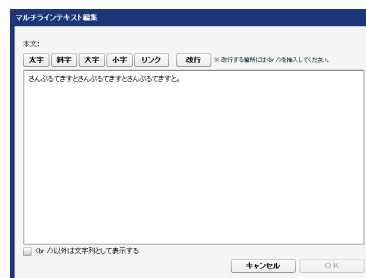 マルチラインテキスト編集
本文:
太字 斜字 大字 小字 リンク 改行 ※ 改行する箇所には<br />を挿入してください。
さんぷるてきすとさんぷるてきすとさんぷるてきすと。
<br />以外は文字列として表示する
キャンセル OK